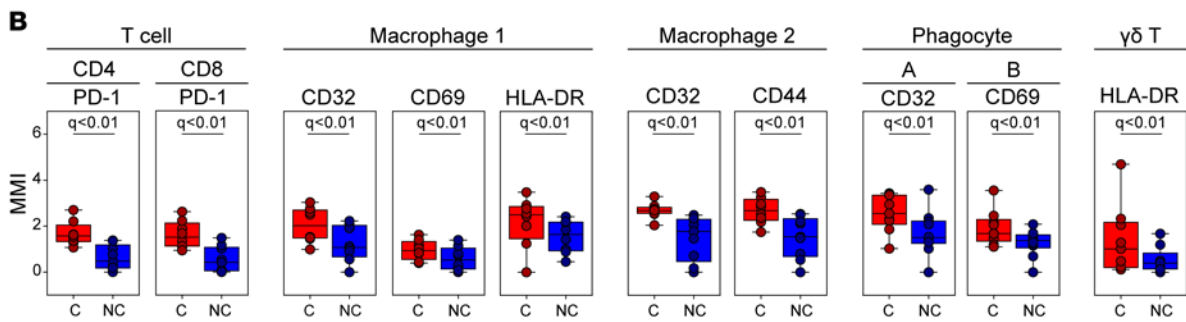 B
T cell Macrophage 1 Macrophage 2 Phagocyte γδ T
CD4 CD8 A B
PD-1 PD-1 CD32 CD69 HLA-DR CD32 CD44 CD32 CD69 HLA-DR
q<0.01 q<0.01 q<0.01 q<0.01 q<0.01 q<0.01 q<0.01 q<0.01 q<0.01 q<0.01
6
4
2
0
MMI
C NC C NC C NC C NC C NC C NC C NC C NC C NC C NC